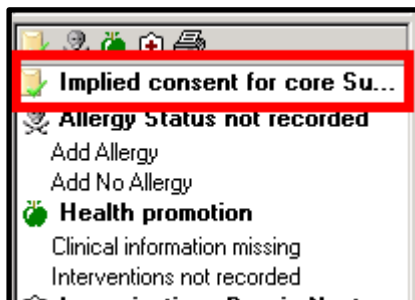 Implied consent for core Su...
Allergy Status not recorded
Add Allergy
Add No Allergy
Health promotion
Clinical information missing
Interventions not recorded